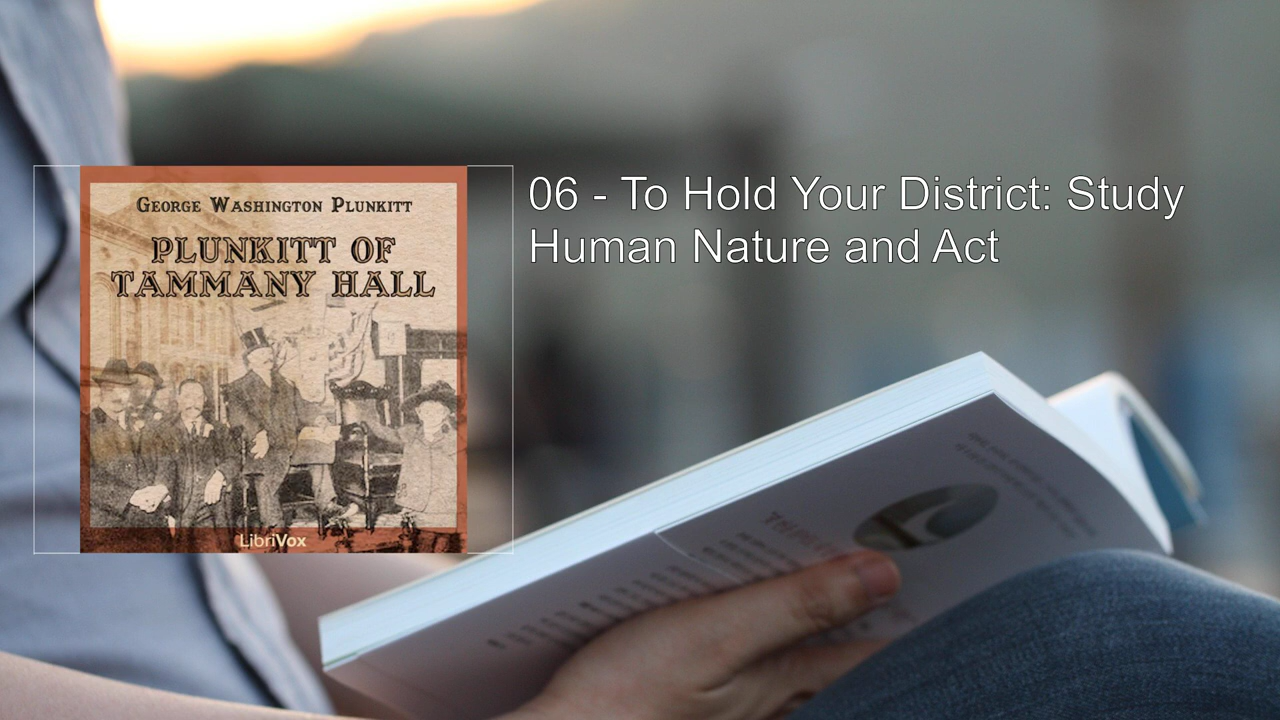 GEORGE WASHINGTON PLUNKITT
PLUNKITT OF
TAMMANY HALL
LibriVox
06 - To Hold Your District: Study
Human Nature and Act